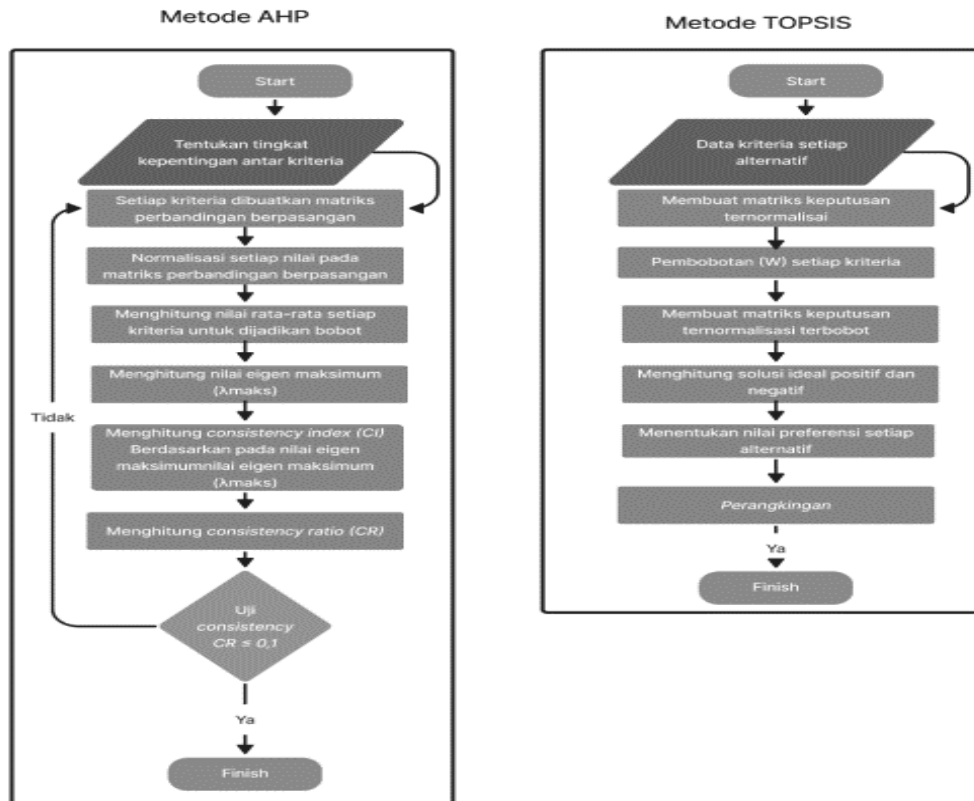 Metode AHP
Start
Tentukan tingkat
kepentingan antar kriteria
Setiap kriteria dibuatkan matriks
perbandingan berpasangan
Normalisasi setiap nilai pada
matriks perbandingan berpasangan
Menghitung nilai rata-rata setiap
kriteria untuk dijadikan bobot
Menghitung nilai eigen maksimum
(λmaks)
Tidak
Menghitung consistency index (CI)
Berdasarkan pada nilai eigen
maksimumnilai eigen maksimum
(λmaks)
Menghitung consistency ratio (CR)
Uji
consistency
CR ≤ 0,1
Ya
Finish
Metode TOPSIS
Start
Data kriteria setiap
alternatif
Membuat matriks keputusan
ternormalisai
Pembobotan (W) setiap kriteria
Membuat matriks keputusan
ternormalisasi terbobot
Menghitung solusi ideal positif dan
negatif
Menentukan nilai preferensi setiap
alternatif
Perangkingan
Ya
Finish